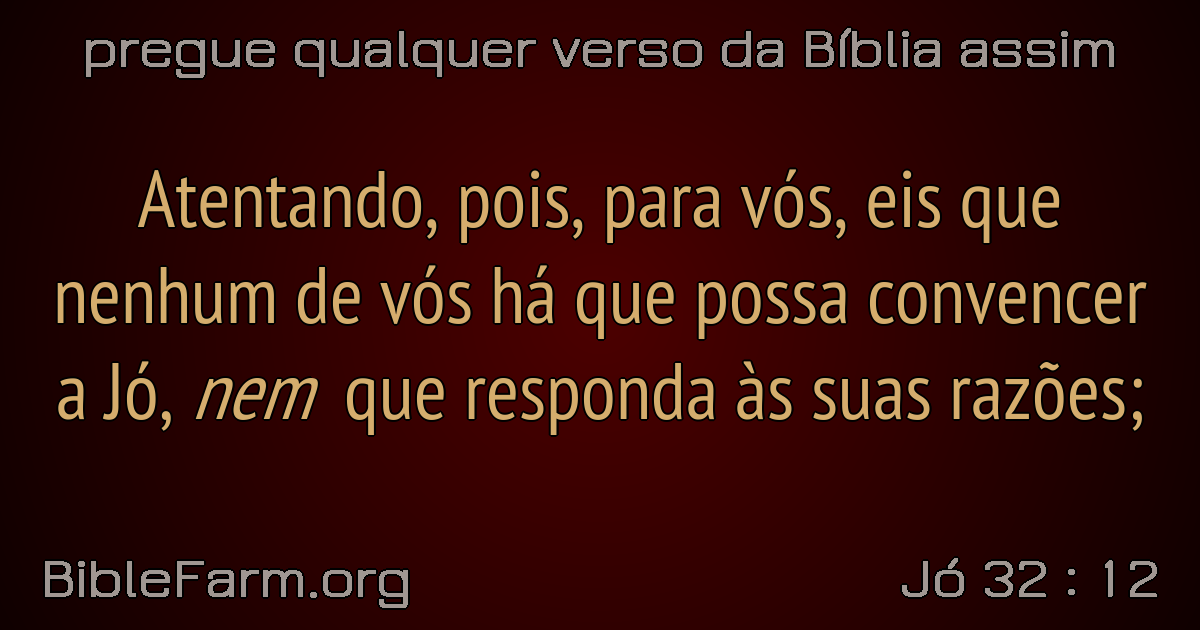 pregue qualquer verso da Bíblia assim
Atentando, pois, para vós, eis que
nenhum de vós há que possa convencer
a Jó, nem que responda às suas razões;
BibleFarm.org
Jó 32 : 12